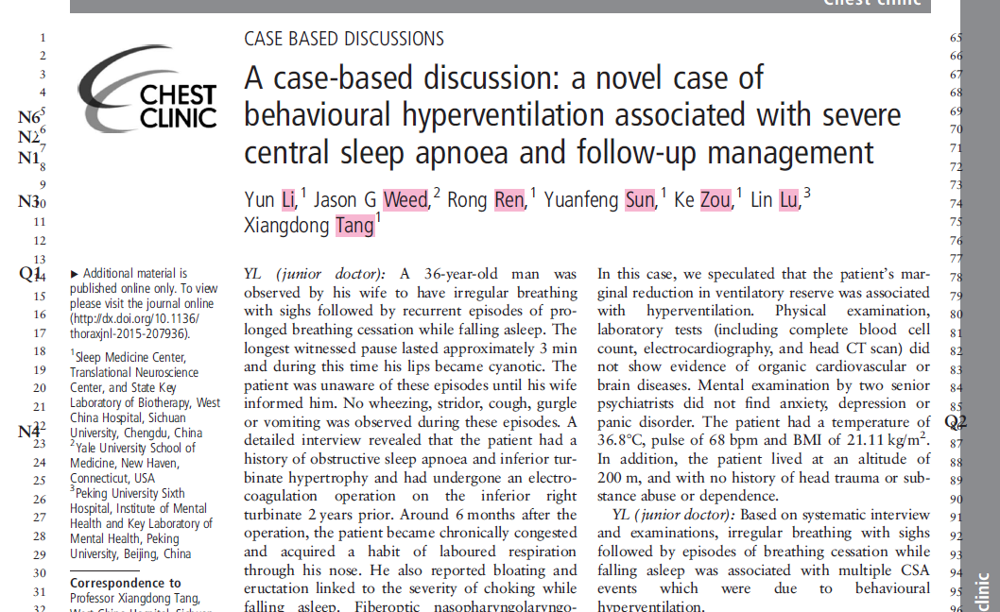 Chest clinic
CHEST
CLINIC
CASE BASED DISCUSSIONS
A case-based discussion: a novel case of
behavioural hyperventilation associated with severe
central sleep apnoea and follow-up management
Yun Li,1 Jason G Weed,2 Rong Ren,1 Yuanfeng Sun,1 Ke Zou,1 Lin Lu,3
Xiangdong Tang1
▶ Additional material is
published online only. To view
please visit the journal online
(http://dx.doi.org/10.1136/
thoraxjnl-2015-207936).
1Sleep Medicine Center,
Translational Neuroscience
Center, and State Key
Laboratory of Biotherapy, West
China Hospital, Sichuan
University, Chengdu, China
2Yale University School of
Medicine, New Haven,
Connecticut, USA
3Peking University Sixth
Hospital, Institute of Mental
Health and Key Laboratory of
Mental Health, Peking
University, Beijing, China
Correspondence to
Professor Xiangdong Tang,
West China Hospital, Sichuan
YL (junior doctor): A 36-year-old man was
observed by his wife to have irregular breathing
with sighs followed by recurrent episodes of pro-
longed breathing cessation while falling asleep. The
longest witnessed pause lasted approximately 3 min
and during this time his lips became cyanotic. The
patient was unaware of these episodes until his wife
informed him. No wheezing, stridor, cough, gurgle
or vomiting was observed during these episodes. A
detailed interview revealed that the patient had a
history of obstructive sleep apnoea and inferior tur-
binate hypertrophy and had undergone an electro-
coagulation operation on the inferior right
turbinate 2 years prior. Around 6 months after the
operation, the patient became chronically congested
and acquired a habit of laboured respiration
through his nose. He also reported bloating and
eructation linked to the severity of choking while
falling asleep. Fiberoptic nasopharyngolaryngo-
In this case, we speculated that the patient's mar-
ginal reduction in ventilatory reserve was associated
with hyperventilation. Physical examination,
laboratory tests (including complete blood cell
count, electrocardiography, and head CT scan) did
not show evidence of organic cardiovascular or
brain diseases. Mental examination by two senior
psychiatrists did not find anxiety, depression or
panic disorder. The patient had a temperature of
36.8°C, pulse of 68 bpm and BMI of 21.11 kg/m2.
In addition, the patient lived at an altitude of
200 m, and with no history of head trauma or sub-
stance abuse or dependence.
YL (junior doctor): Based on systematic interview
and examinations, irregular breathing with sighs
followed by episodes of breathing cessation while
falling asleep was associated with multiple CSA
events which were due to behavioural
hyperventilation.
1
2
3
4
N6 5
N2 6
N1 7
8
9
N3 10
11
12
13
Q1 14
15
16
17
18
19
20
21
N4 22
23
24
25
26
27
28
29
30
31
32
65
66
67
68
69
70
71
72
73
74
75
76
77
78
79
80
81
82
83
84
85
Q2 86
87
88
89
90
91
92
93
94
95
96
clinic